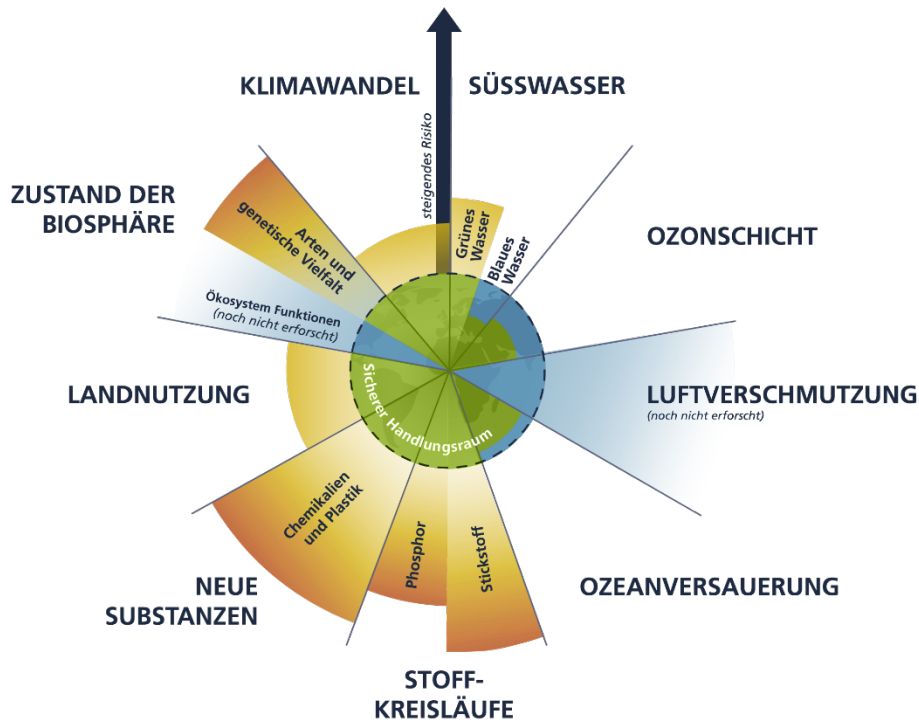 KLIMAWANDEL
SÜSSWASSER
steigendes Risiko
ZUSTAND DER
BIOSPHÄRE
Arten und
genetische Vielfalt
Grünes
Wasser
Blaues
Wasser
OZONSCHICHT
Ökosystem Funktionen
(noch nicht erforscht)
LANDNUTZUNG
Sicherer Handlungsraum
LUFTVERSCHMUTZUNG
(noch nicht erforscht)
Chemikalien
und Plastik
Phosphor
Stickstoff
NEUE
SUBSTANZEN
OZEANVERSAUERUNG
STOFF-
KREISLÄUFE